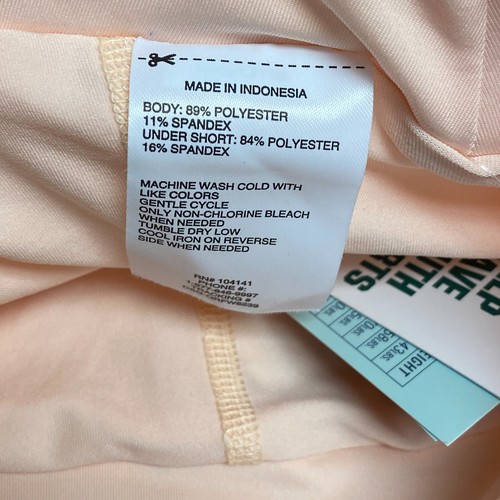 MADE IN INDONESIA
BODY: 89% POLYESTER
11% SPANDEX
UNDER SHORT: 84% POLYESTER
16% SPANDEX
MACHINE WASH COLD WITH
LIKE COLORS
GENTLE CYCLE
ONLY NON-CHLORINE BLEACH
WHEN NEEDED
TUMBLE DRY LOW
COOL IRON ON REVERSE
SIDE WHEN NEEDED
RN# 104141
PHONE #: